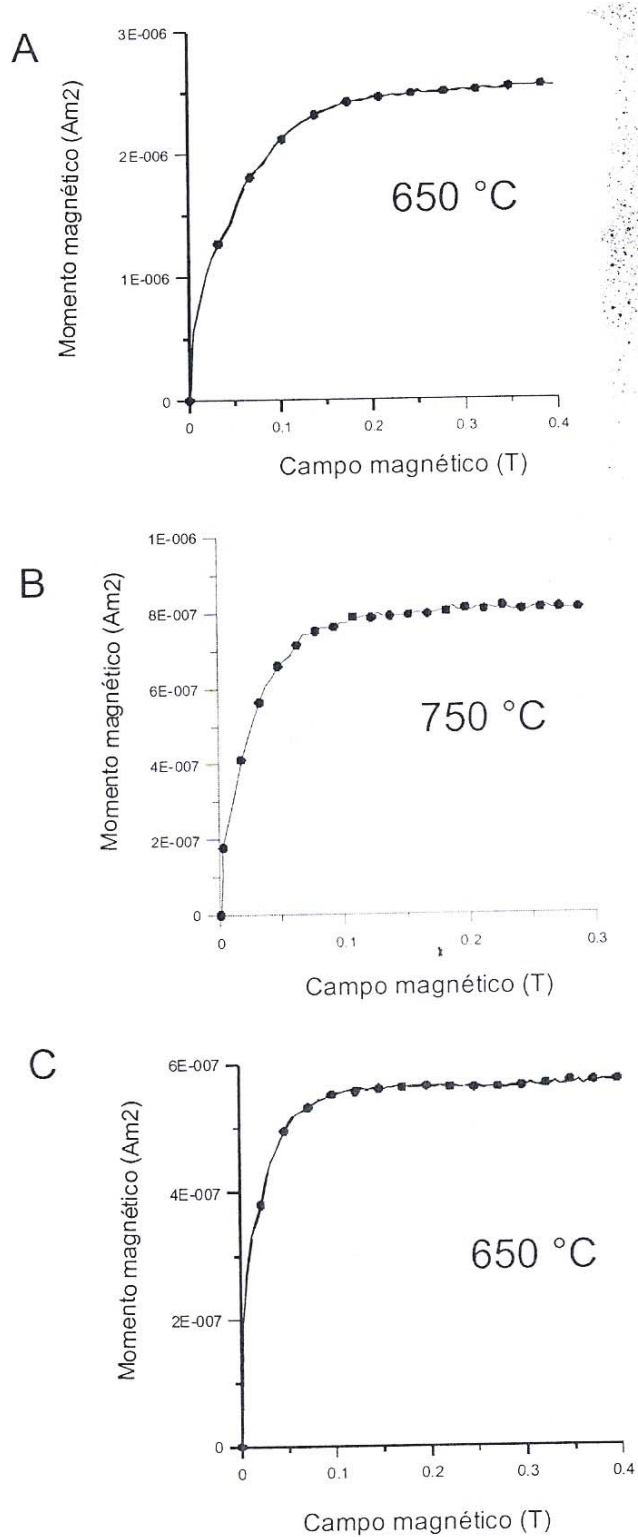 A
Momento magnético (Am2)
3E-006
2E-006
1E-006
0
650 °C
0
0.1
0.2
0.3
0.4
Campo magnético (T)
B
Momento magnético (Am2)
1E-006
8E-007
6E-007
4E-007
2E-007
0
750 °C
0
0.1
0.2
0.3
Campo magnético (T)
C
Momento magnético (Am2)
6E-007
4E-007
2E-007
0
650 °C
0
0.1
0.2
0.3
0.4
Campo magnético (T)